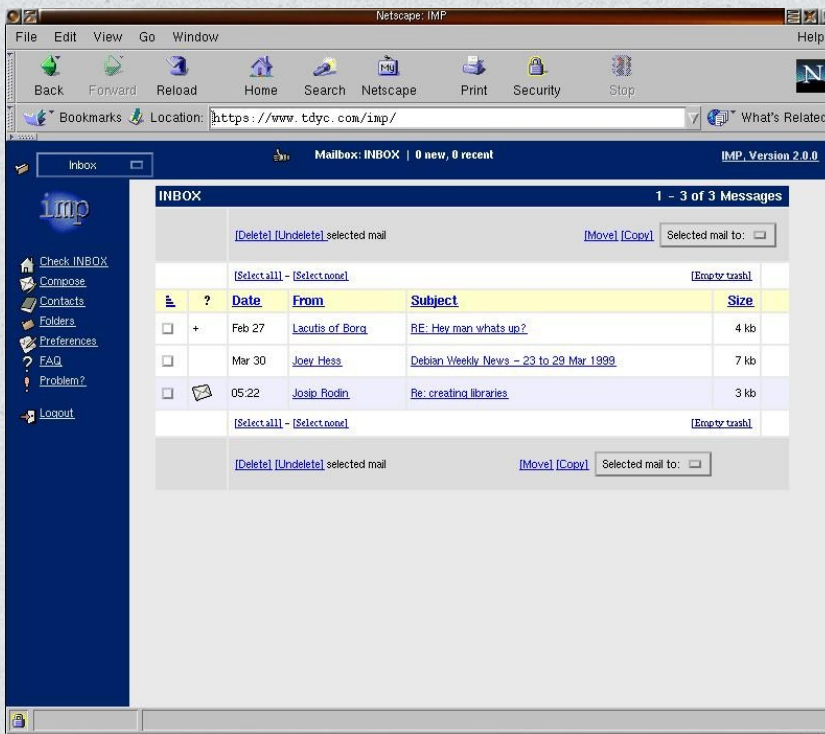 Netscape: IMP
File Edit View Go Window Help
Back Forward Reload Home Search Netscape Print Security Stop
My
N
Bookmarks Location: https://www.tdyc.com/imp/ What's Related
Inbox Mailbox: INBOX | 0 new, 0 recent IMP, Version 2.0.0
imp
INBOX 1 - 3 of 3 Messages
[Delete] [Undelete] selected mail [Move] [Copy] Selected mail to:
[Select all] - [Select none] [Empty trash]
? Date From Subject Size
+ Feb 27 Lacutis of Borg RE: Hey man whats up? 4 kb
Mar 30 Joey Hess Debian Weekly News - 23 to 29 Mar 1999 7 kb
05:22 Josip Rodin Re: creating libraries 3 kb
[Select all] - [Select none] [Empty trash]
[Delete] [Undelete] selected mail [Move] [Copy] Selected mail to:
Check INBOX
Compose
Contacts
Folders
Preferences
? FAQ
! Problem?
Logout